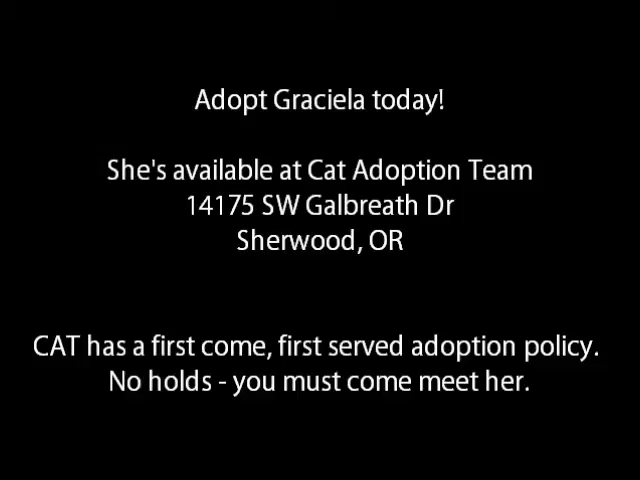 Adopt Graciela today!
She's available at Cat Adoption Team
14175 SW Galbreath Dr
Sherwood, OR
CAT has a first come, first served adoption policy.
No holds - you must come meet her.